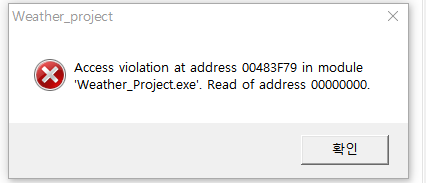 Weather_project
Access violation at address 00483F79 in module
'Weather_Project.exe'. Read of address 00000000.
확인